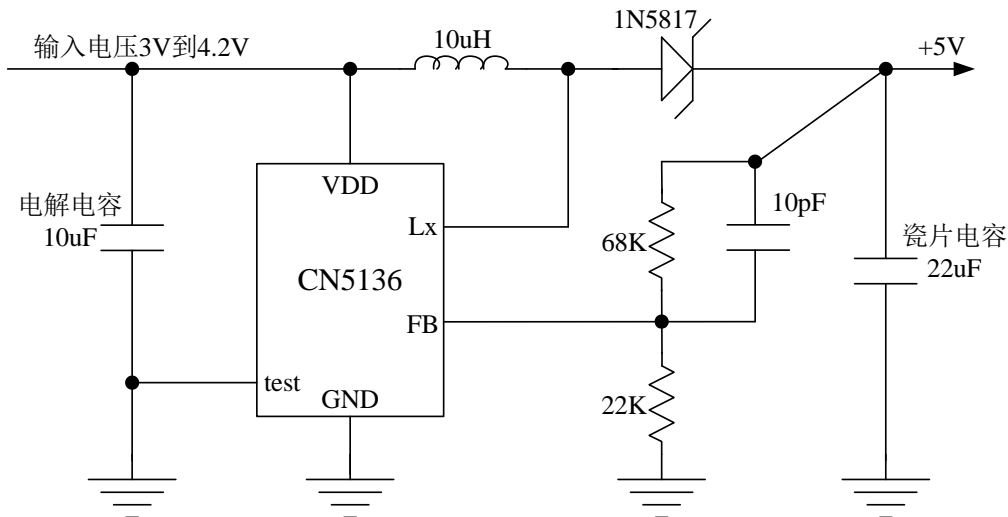 输入电压3V到4.2V
10uH
1N5817
+5V
电解电容
10uF
VDD
Lx
CN5136
FB
test
GND
68K
10pF
22K
瓷片电容
22uF